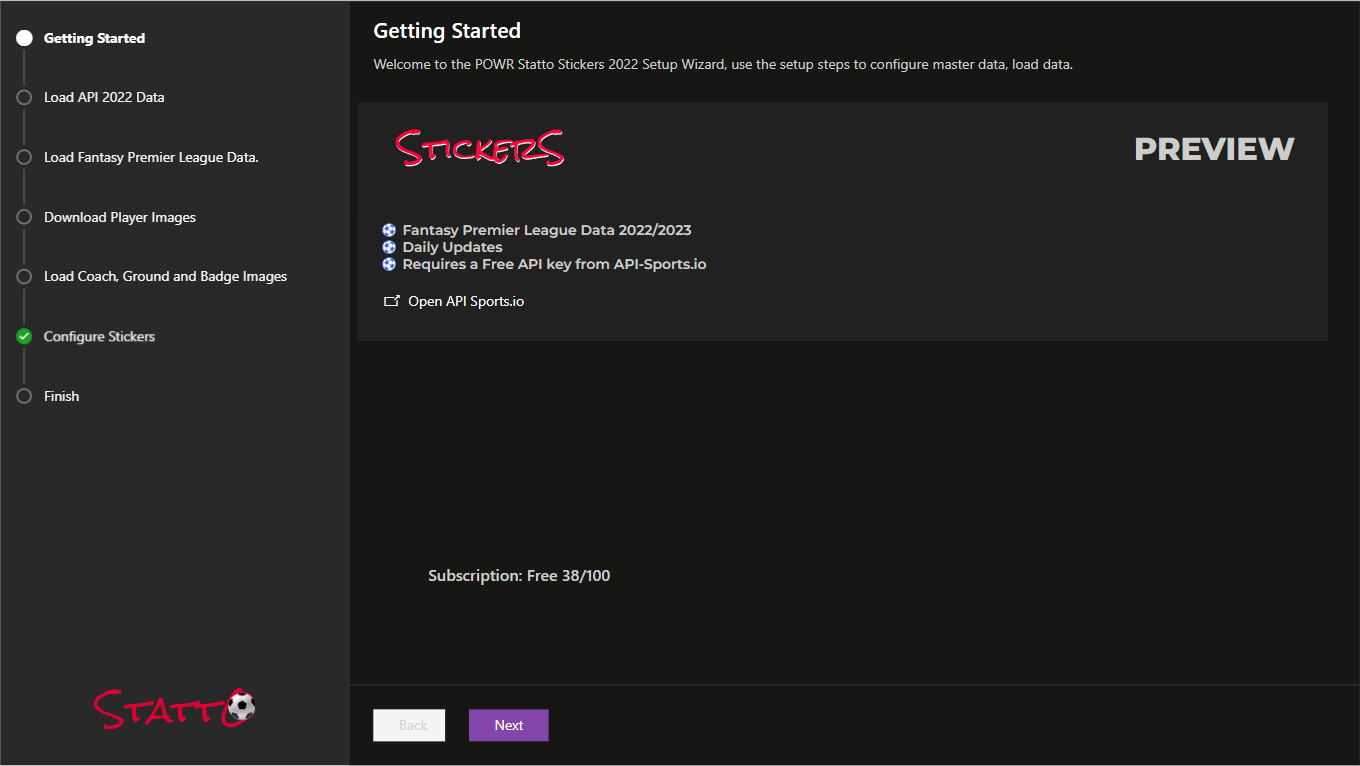 Getting Started
Load API 2022 Data
Load Fantasy Premier League Data.
Download Player Images
Load Coach, Ground and Badge Images
Configure Stickers
Finish
STATTO
Getting Started
Welcome to the POWR Statto Stickers 2022 Setup Wizard, use the setup steps to configure master data, load data.
STICKERS
PREVIEW
Fantasy Premier League Data 2022/2023
Daily Updates
Requires a Free API key from API-Sports.io
Open API Sports.io
Subscription: Free 38/100
Back
Next